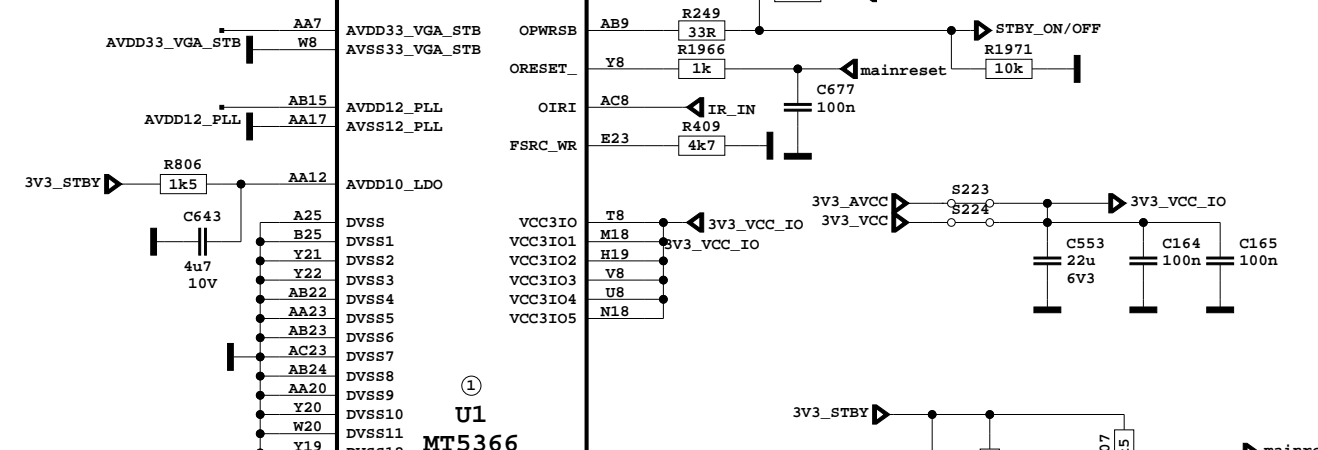 AA7 AVDD33_VGA_STB
AVDD33_VGA_STB W8 AVSS33_VGA_STB
AB15 AVDD12_PLL
AVDD12_PLL AA17 AVSS12_PLL
R806
3V3_STBY 1k5 AA12 AVDD10_LDO
C643
4u7
10V
A25 DVSS
B25 DVSS1
Y21 DVSS2
Y22 DVSS3
AB22 DVSS4
AA23 DVSS5
AB23 DVSS6
AC23 DVSS7
AB24 DVSS8
AA20 DVSS9
Y20 DVSS10
W20 DVSS11
Y19
1
U1
MT5366
OPWRSB AB9 R249 33R STBY_ON/OFF
R1971
10k
ORESET_ Y8 R1966 1k mainreset
C677
100n
OIRI AC8 IR_IN
FSRC_WR E23 R409 4k7
VCC3IO T8 3V3_VCC_IO
VCC3IO1 M18 3V3_VCC_IO
VCC3IO2 H19
VCC3IO3 V8
VCC3IO4 U8
VCC3IO5 N18
3V3_AVCC S223 3V3_VCC_IO
3V3_VCC S224
C553 C164 C165
22u 100n 100n
6V3
3V3_STBY